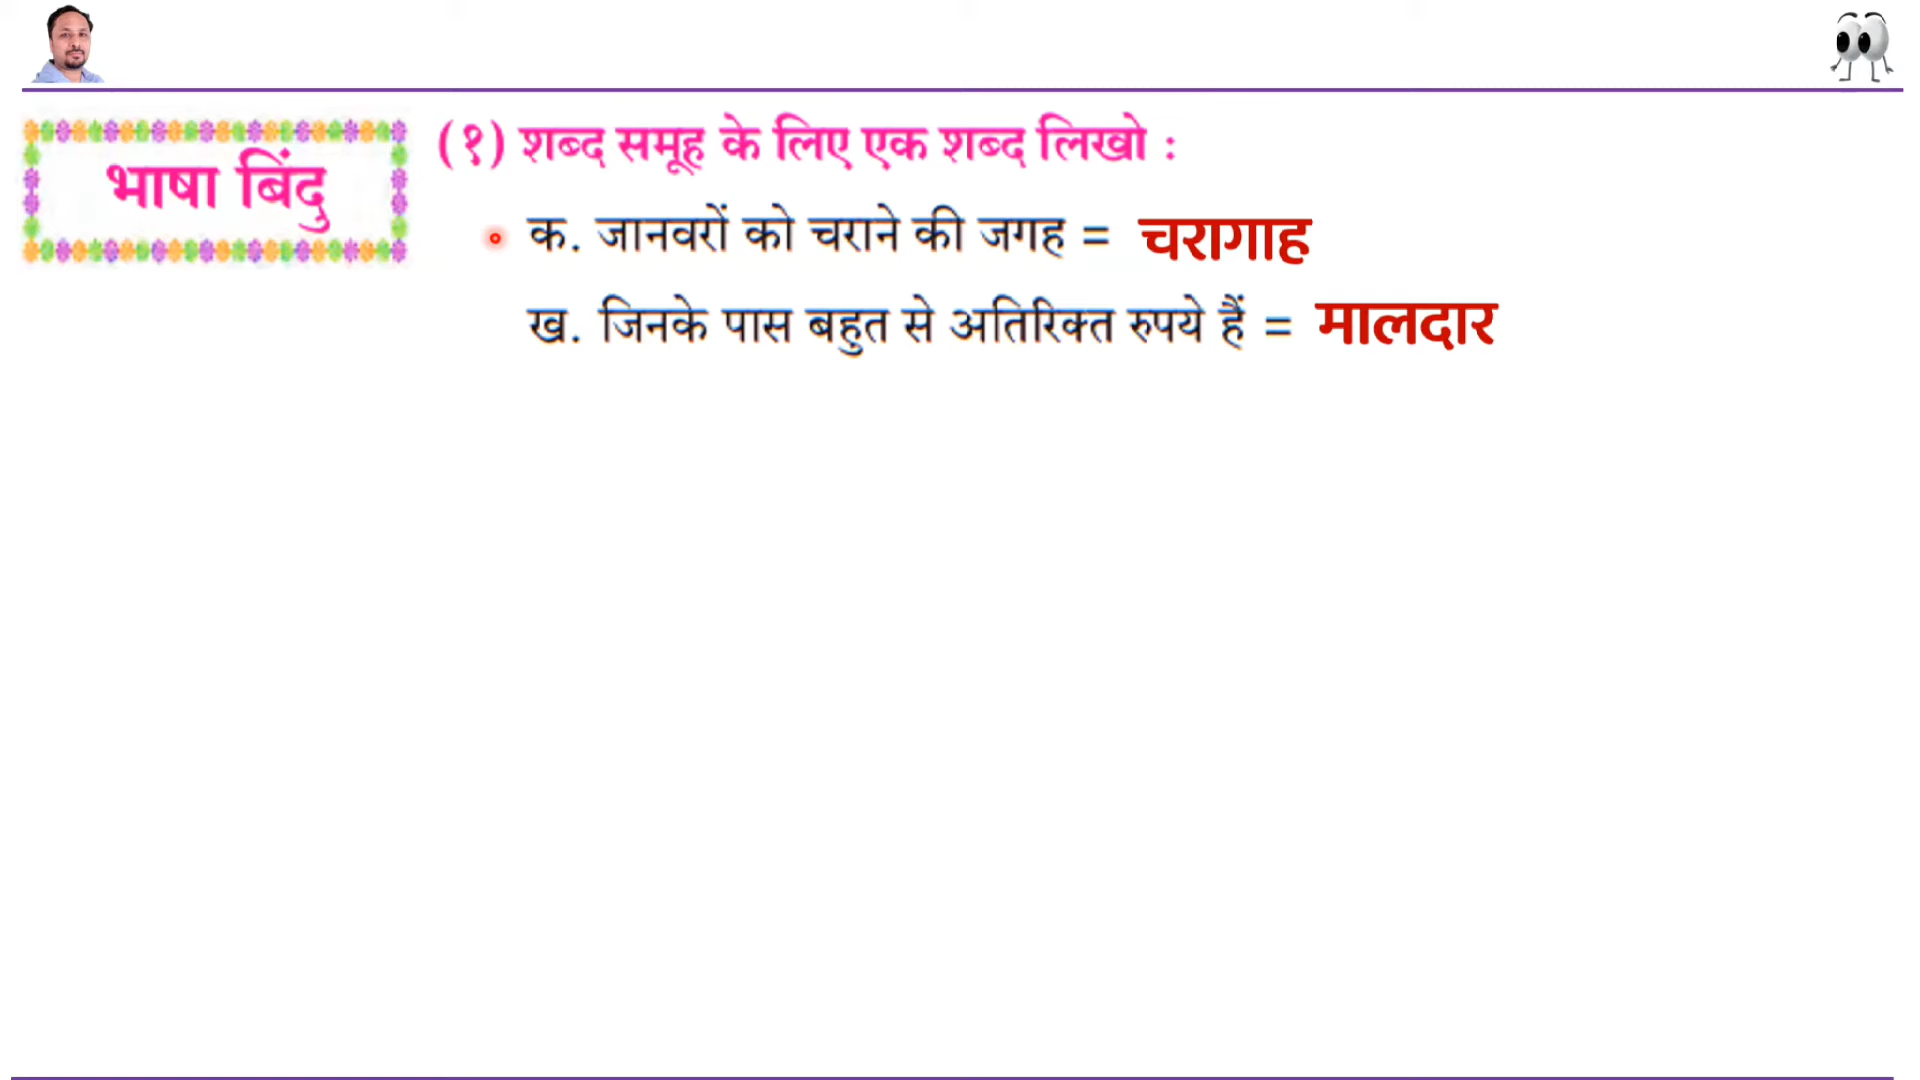 भाषा बिंदु
(१) शब्द समूह के लिए एक शब्द लिखो :
क. जानवरों को चराने की जगह = चरागाह
ख. जिनके पास बहुत से अतिरिक्त रुपये हैं = मालदार